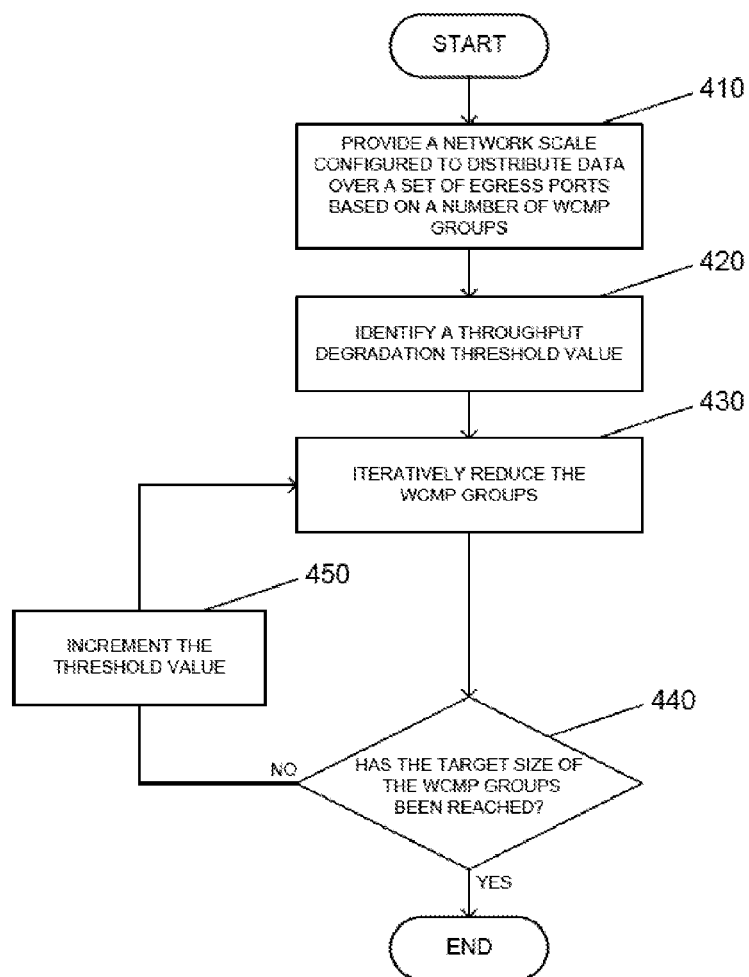 START
410
PROVIDE A NETWORK SCALE
CONFIGURED TO DISTRIBUTE DATA
OVER A SET OF EGRESS PORTS
BASED ON A NUMBER OF WCMP
GROUPS
420
IDENTIFY A THROUGHPUT
DEGRADATION THRESHOLD VALUE
430
ITERATIVELY REDUCE THE
WCMP GROUPS
450
INCREMENT THE
THRESHOLD VALUE
440
HAS THE TARGET SIZE OF
THE WCMP GROUPS
BEEN REACHED?
NO
YES
END